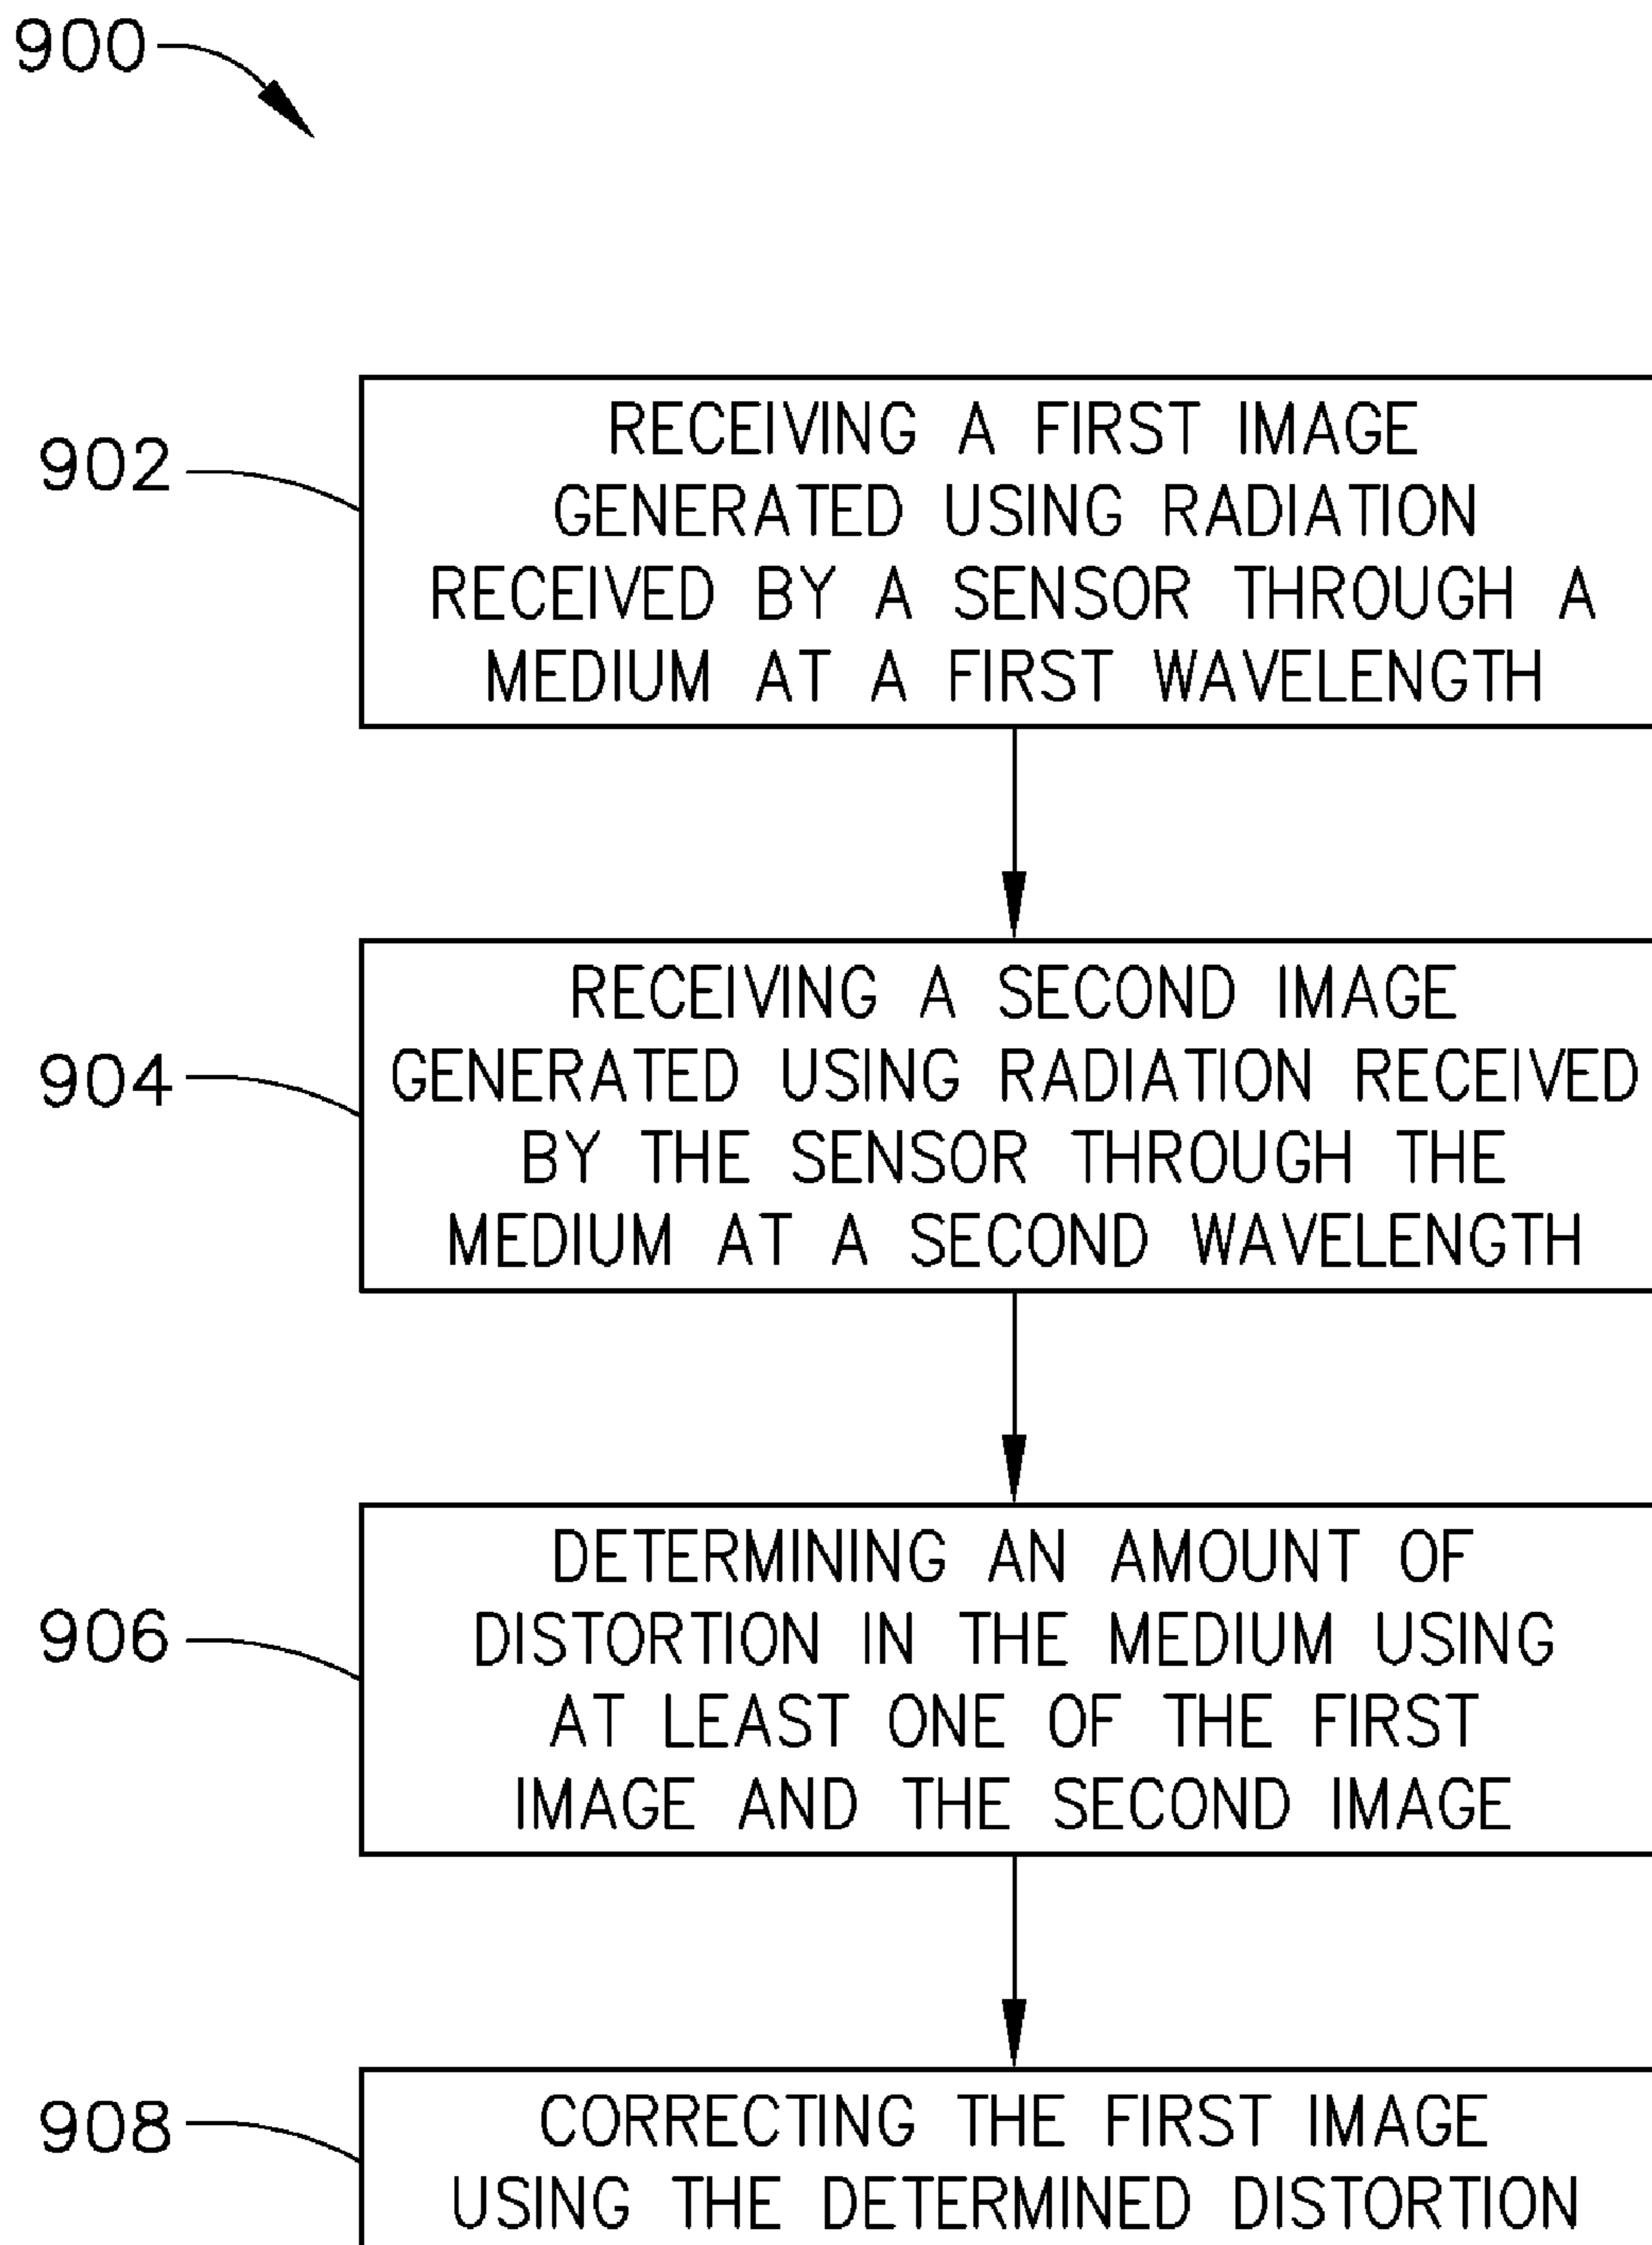 900
902
RECEIVING A FIRST IMAGE
GENERATED USING RADIATION
RECEIVED BY A SENSOR THROUGH A
MEDIUM AT A FIRST WAVELENGTH
904
RECEIVING A SECOND IMAGE
GENERATED USING RADIATION RECEIVED
BY THE SENSOR THROUGH THE
MEDIUM AT A SECOND WAVELENGTH
906
DETERMINING AN AMOUNT OF
DISTORTION IN THE MEDIUM USING
AT LEAST ONE OF THE FIRST
IMAGE AND THE SECOND IMAGE
908
CORRECTING THE FIRST IMAGE
USING THE DETERMINED DISTORTION